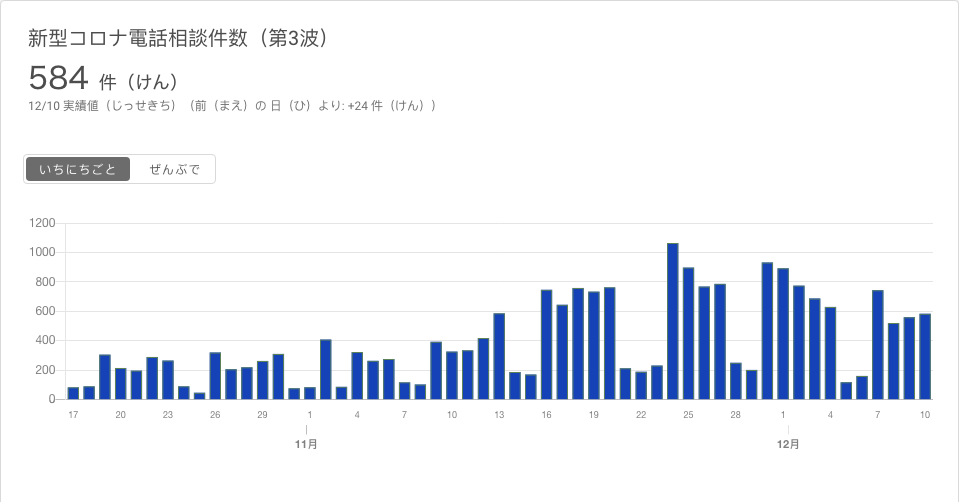 新型コロナ電話相談件数（第3波）
584 件（けん）
12/10 実績値（じっせきち）（前（まえ）の 日（ひ）より: +24 件（けん））
いちにちごと ぜんぶで
1200
1000
800
600
400
200
0
17 20 23 26 29 1 4 7 10 13 16 19 22 25 28 1 4 7 10
11月 12月